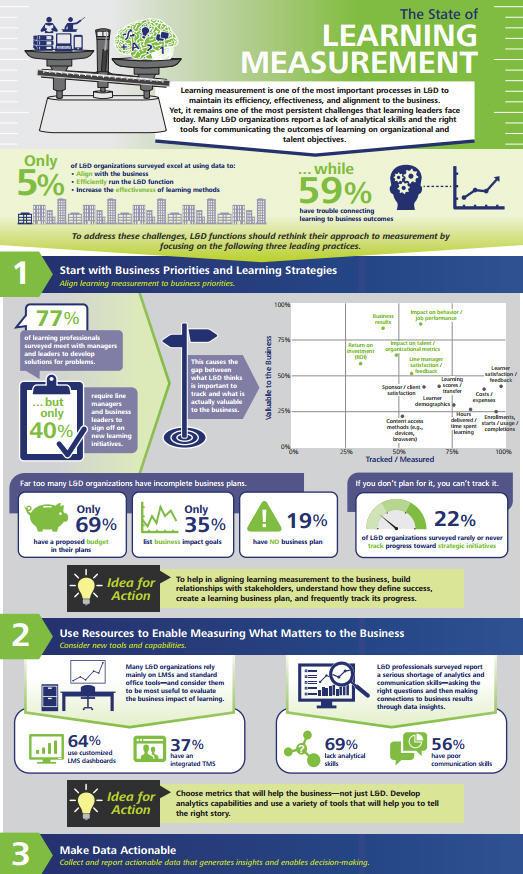 The State of
LEARNING
MEASUREMENT
Learning measurement is one of the most important processes in L&D to
maintain its efficiency, effectiveness, and alignment to the business.
Yet, it remains one of the most persistent challenges that learning leaders face
today. Many L&D organizations report a lack of analytical skills and the right
tools for communicating the outcomes of learning on organizational and
talent objectives.
Only
5%
of L&D organizations surveyed excel at using data to:
• Align with the business
• Efficiently run the L&D function
• Increase the effectiveness of learning methods
...while
59%
have trouble connecting
learning to business outcomes
To address these challenges, L&D functions should rethink their approach to measurement by
focusing on the following three leading practices.
1
Start with Business Priorities and Learning Strategies
Align learning measurement to business priorities.
77%
of learning professionals
surveyed meet with managers
and leaders to develop
solutions for problems.
...but
only
40%
require line
managers
and business
leaders to
sign off on
new learning
initiatives.
This causes the
gap between
what L&D thinks
is important to
track and what is
actually valuable
to the business.
Valuable to the Business
100%
75%
50%
25%
0%
0%
25%
50%
75%
100%
Tracked / Measured
Business
results
Impact on behavior /
job performance
Return on
investment
(ROI)
Impact on talent /
organizational metrics
Line manager
satisfaction /
feedback
Sponsor / client
satisfaction
Learning
scores /
transfer
Learner
satisfaction /
feedback
Costs /
expenses
Learner
demographics
Content access
methods (e.g.,
devices,
browsers)
Hours
delivered /
time spent
learning
Enrollments,
starts / usage /
completions
Far too many L&D organizations have incomplete business plans.
Only
69%
have a proposed budget
in their plans
Only
35%
list business impact goals
19%
have NO business plan
If you don't plan for it, you can't track it.
22%
of L&D organizations surveyed rarely or never
track progress toward strategic initiatives
Idea for
Action
To help in aligning learning measurement to the business, build
relationships with stakeholders, understand how they define success,
create a learning business plan, and frequently track its progress.
2
Use Resources to Enable Measuring What Matters to the Business
Consider new tools and capabilities.
Many L&D organizations rely
mainly on LMSs and standard
office tools—and consider them
to be most useful to evaluate
the business impact of learning.
64%
use customized
LMS dashboards
37%
have an
integrated TMS
L&D professionals surveyed report
a serious shortage of analytics and
communication skills—asking the
right questions and then making
connections to business results
through data insights.
69%
lack analytical
skills
56%
have poor
communication skills
Idea for
Action
Choose metrics that will help the business—not just L&D. Develop
analytics capabilities and use a variety of tools that will help you to tell
the right story.
3
Make Data Actionable
Collect and report actionable data that generates insights and enables decision-making.